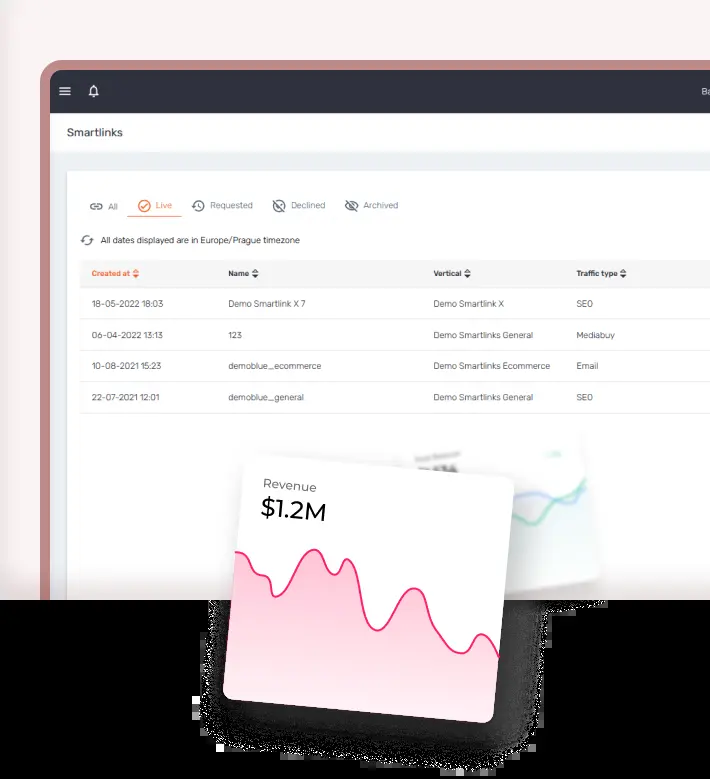 Ba
Smartlinks
All Live Requested Declined Archived
All dates displayed are in Europe/Prague timezone
Created at Name Vertical Traffic type
18-05-2022 18:03 Demo Smartlink X 7 Demo Smartlink X SEO
06-04-2022 13:13 123 Demo Smartlinks General Mediabuy
10-08-2021 15:23 demoblue_ecommerce Demo Smartlinks Ecommerce Email
22-07-2021 12:01 demoblue_general Demo Smartlinks General SEO
Revenue
$1.2M